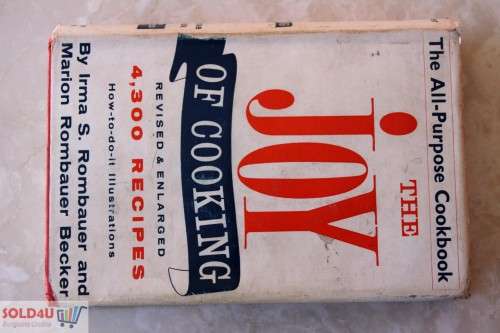 The All-Purpose Cookbook
THE
JOY
OF COOKING
REVISED & ENLARGED
4,300 RECIPES
How-to-do-it Illustrations
By Irma S. Rombauer and
Marion Rombauer Becker
SOLD4U